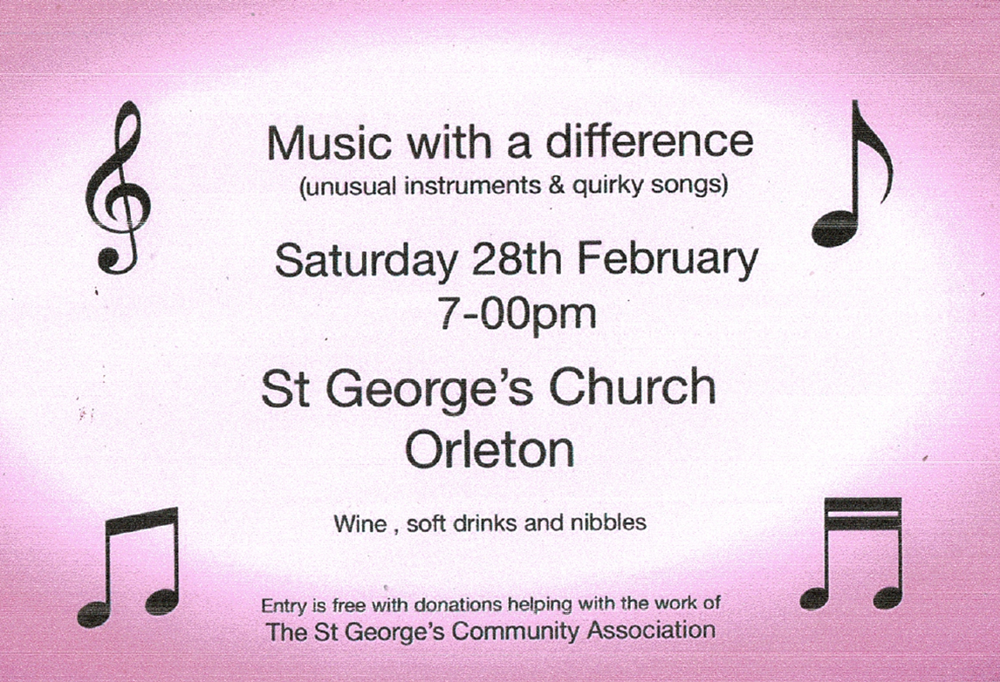 Music with a difference
(unusual instruments & quirky songs)
Saturday 28th February
7-00pm
St George's Church
Orleton
Wine , soft drinks and nibbles
Entry is free with donations helping with the work of
The St George's Community Association